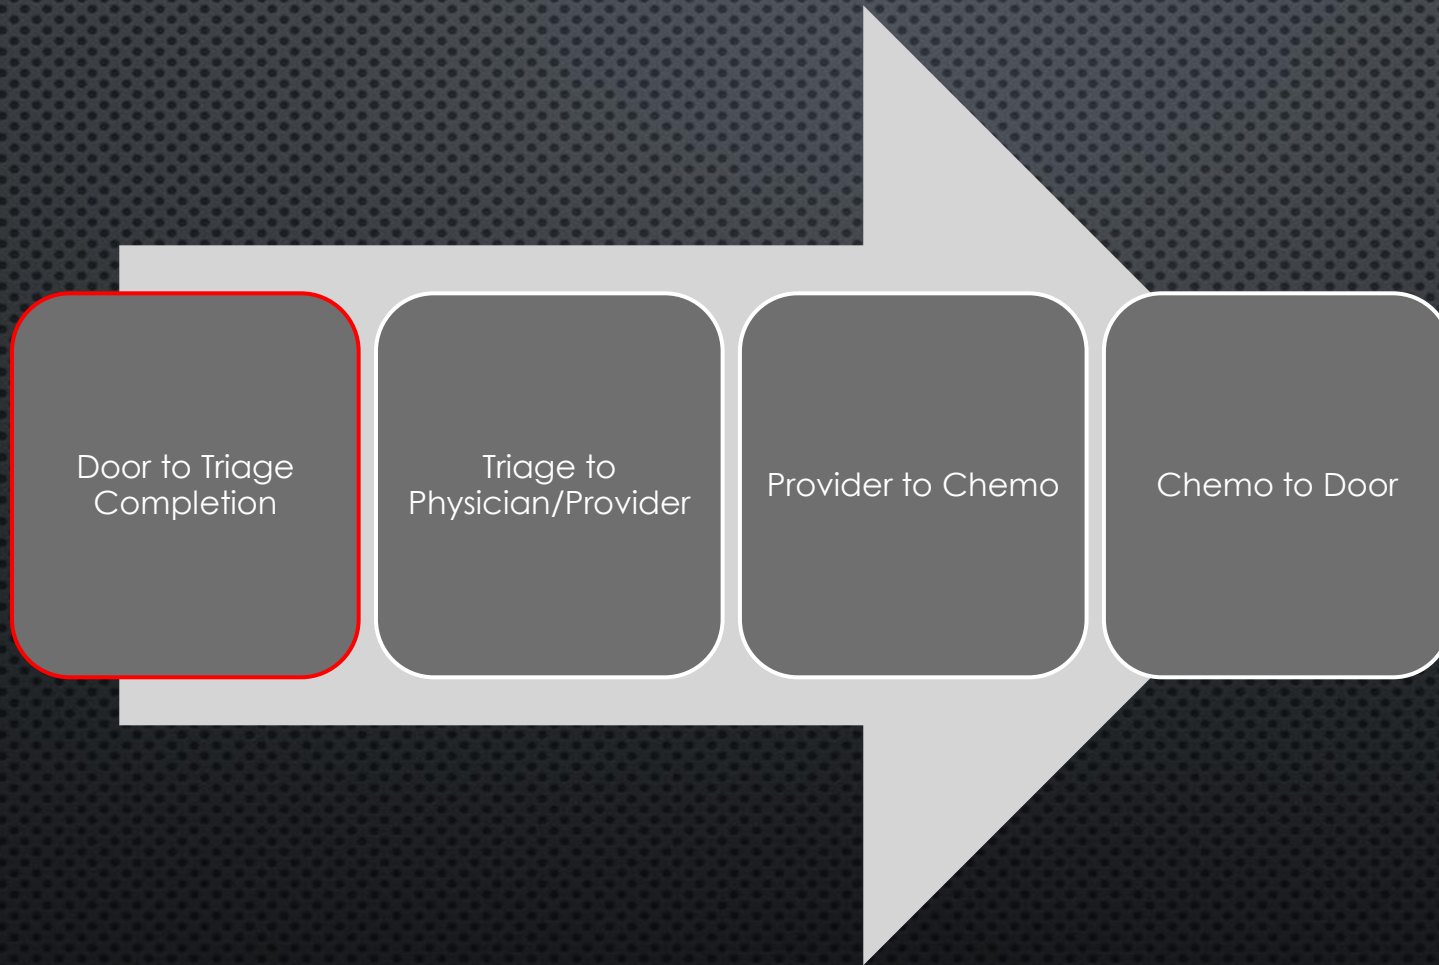 Door to Triage
Completion
Triage to
Physician/Provider
Provider to Chemo
Chemo to Door